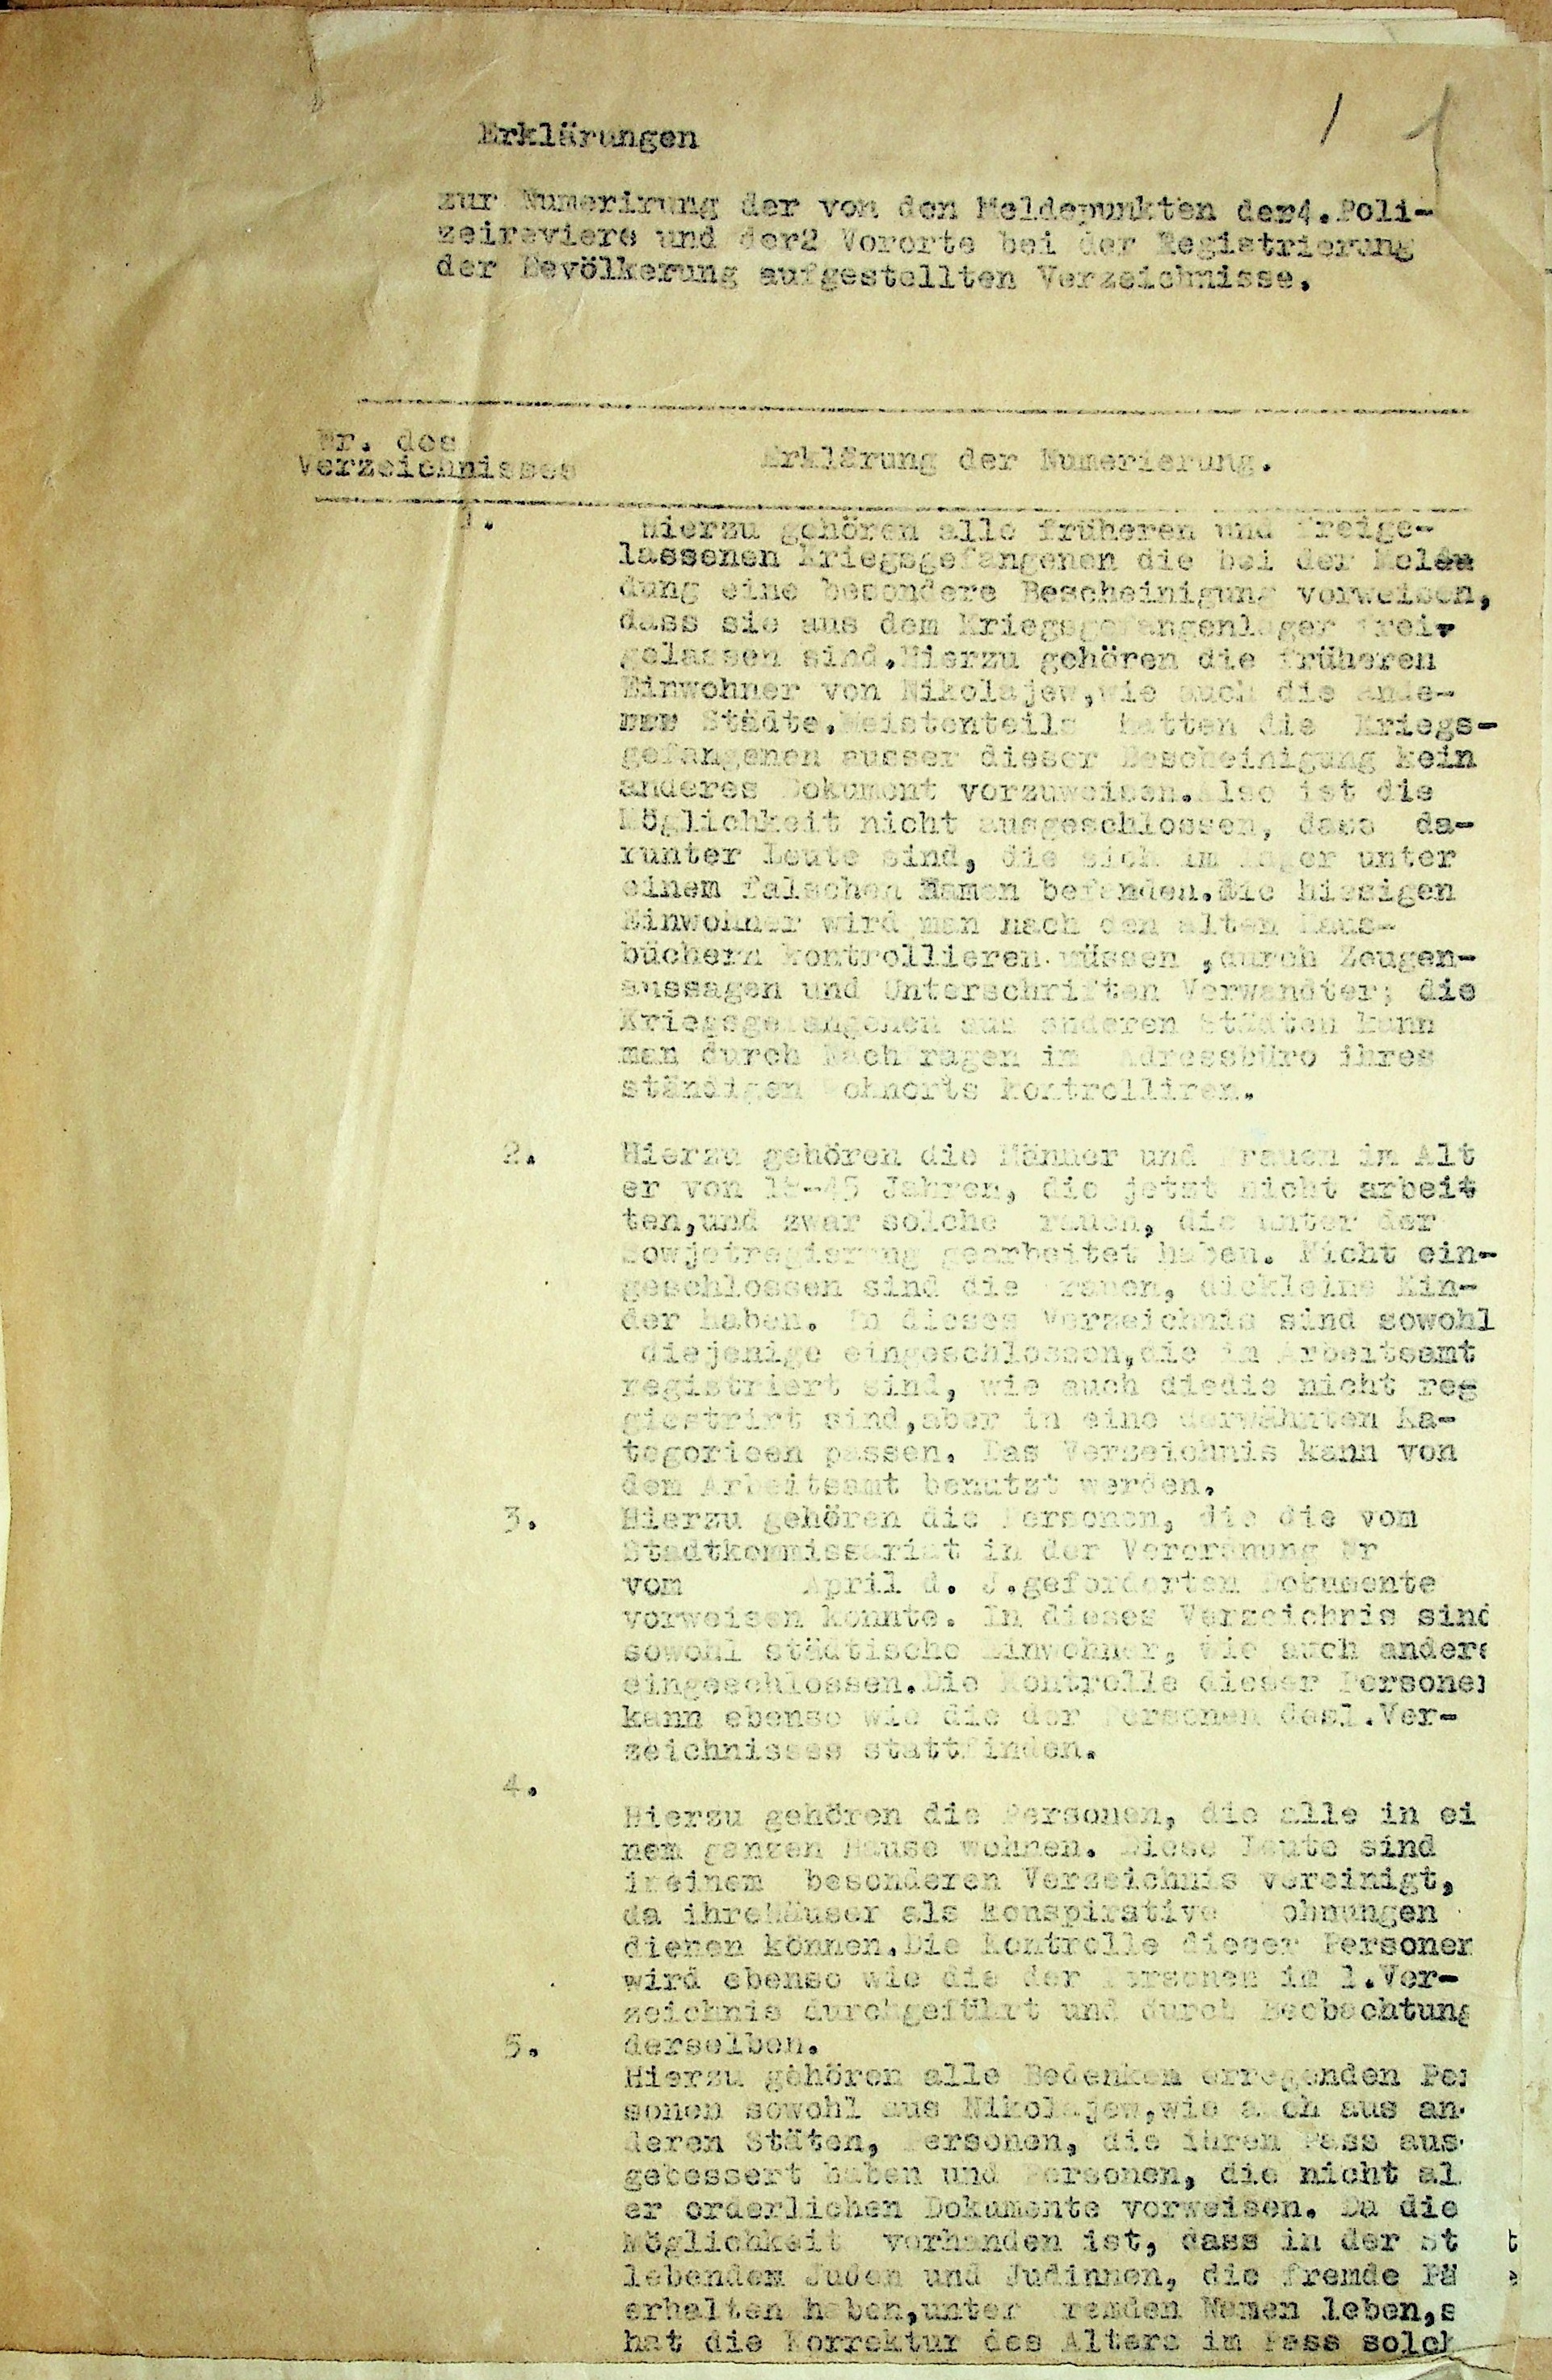 1 1
Erklärungen
zur Numerirung der von den Meldepunkten der4.Poli-
zeireviere und der2 Vororte bei der Registrierung
der Bevölkerung aufgestellten Verzeichnisse.
Nr. des
Verzeichnisses Erklärung der Numerierung.
1.
Hierzu gehören alle früheren und freige-
lassenen Kriegsgefangenen die bei der Mel
dung eine besondere Bescheinigung vorweisen,
dass sie aus dem Kriegsgefangenlager frei-
gelassen sind.Hierzu gehören die früheren
Einwohner von Nikolajew,wie auch die ande-
Städte.Meistenteils hatten die Kriegs-
gefangenen ausser dieser Bescheinigung kein
anderes Dokument vorzuweisen.Also ist die
Möglichkeit nicht ausgeschlossen, dass da-
runter Leute sind, die sich im Lager unter
einem falschen Namen befanden.Die hiesigen
Einwohner wird man nach den alten Haus-
büchern kontrollieren müssen ,durch Zeugen-
aussagen und Unterschriften Verwandter; die
Kriegsgefangenen aus anderen Städten kann
man durch Nachfragen im Adressbüro ihres
ständigen Wohnorts kontrolliren.
2. Hierzu gehören die Männer und Frauen im Alt
er von 15-45 Jahren, die jetzt nicht arbeit
ten,und zwar solche Frauen, die unter der
Sowjetregierung gearbeitet haben. Nicht ein-
geschlossen sind die Frauen, diekleine Kin-
der haben. In dieses Verzeichnis sind sowohl
diejenige eingeschlossen,die im Arbeitsamt
registriert sind, wie auch diedie nicht reg
giestrirt sind,aber in eine derwähnten Ka-
tegorieen passen. Das Verzeichnis kann von
dem Arbeitsamt benutzt werden.
3. Hierzu gehören die Personen, die die vom
Stadtkommissariat in der Verordnung Nr
vom April d. J.geforderten Dokumente
vorweisen konnte. In dieses Verzeichnis sind
sowohl städtische Einwohner, wie auch andere
eingeschlossen.Die Kontrolle dieser Personen
kann ebenso wie die der Personen des1.Ver-
zeichnisses stattfinden.
4.
Hierzu gehören die Personen, die alle in ei
nem ganzen Hause wohnen. Diese Leute sind
ineinem besonderen Verzeichnis vereinigt,
da ihreHäuser als konspirative Wohnungen
dienen können.Die Kontrolle dieser Personen
wird ebenso wie die der Personen im 1.Ver-
zeichnis durchgeführt und durch Beobachtung
5. derselben.
Hierzu gehören alle Bedenken erregenden Per
sonen sowohl aus Nikolajew,wie auch aus an-
deren Stäten, Personen, die ihren Pass aus-
gebessert haben und Personen, die nicht al
er orderlichen Dokumente vorweisen. Da die
Möglichkeit vorhanden ist, dass in der St t
lebenden Juden und Judinnen, die fremde Pä e
erhalten haben,unter fremden Namen leben,s
hat die Korrektur des Alters im Pass solch